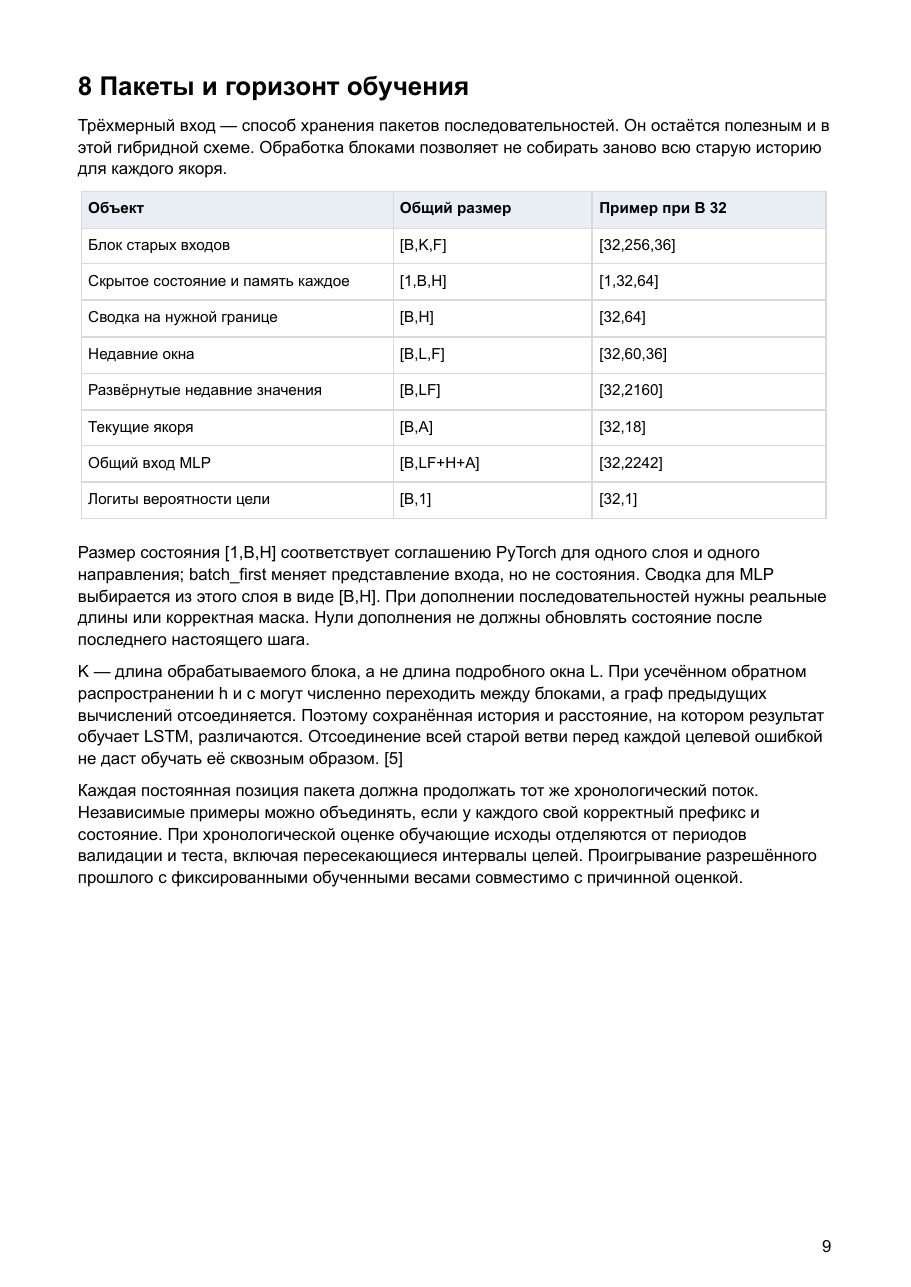 8 Пакеты и горизонт обучения
Трёхмерный вход — способ хранения пакетов последовательностей. Он остаётся полезным и в
этой гибридной схеме. Обработка блоками позволяет не собирать заново всю старую историю
для каждого якоря.
Объект Общий размер Пример при B 32
Блок старых входов [B,K,F] [32,256,36]
Скрытое состояние и память каждое [1,B,H] [1,32,64]
Сводка на нужной границе [B,H] [32,64]
Недавние окна [B,L,F] [32,60,36]
Развёрнутые недавние значения [B,LF] [32,2160]
Текущие якоря [B,A] [32,18]
Общий вход MLP [B,LF+H+A] [32,2242]
Логиты вероятности цели [B,1] [32,1]
Размер состояния [1,B,H] соответствует соглашению PyTorch для одного слоя и одного
направления; batch_first меняет представление входа, но не состояния. Сводка для MLP
выбирается из этого слоя в виде [B,H]. При дополнении последовательностей нужны реальные
длины или корректная маска. Нули дополнения не должны обновлять состояние после
последнего настоящего шага.
K — длина обрабатываемого блока, а не длина подробного окна L. При усечённом обратном
распространении h и c могут численно переходить между блоками, а граф предыдущих
вычислений отсоединяется. Поэтому сохранённая история и расстояние, на котором результат
обучает LSTM, различаются. Отсоединение всей старой ветви перед каждой целевой ошибкой
не даст обучать её сквозным образом. [5]
Каждая постоянная позиция пакета должна продолжать тот же хронологический поток.
Независимые примеры можно объединять, если у каждого свой корректный префикс и
состояние. При хронологической оценке обучающие исходы отделяются от периодов
валидации и теста, включая пересекающиеся интервалы целей. Проигрывание разрешённого
прошлого с фиксированными обученными весами совместимо с причинной оценкой.
9